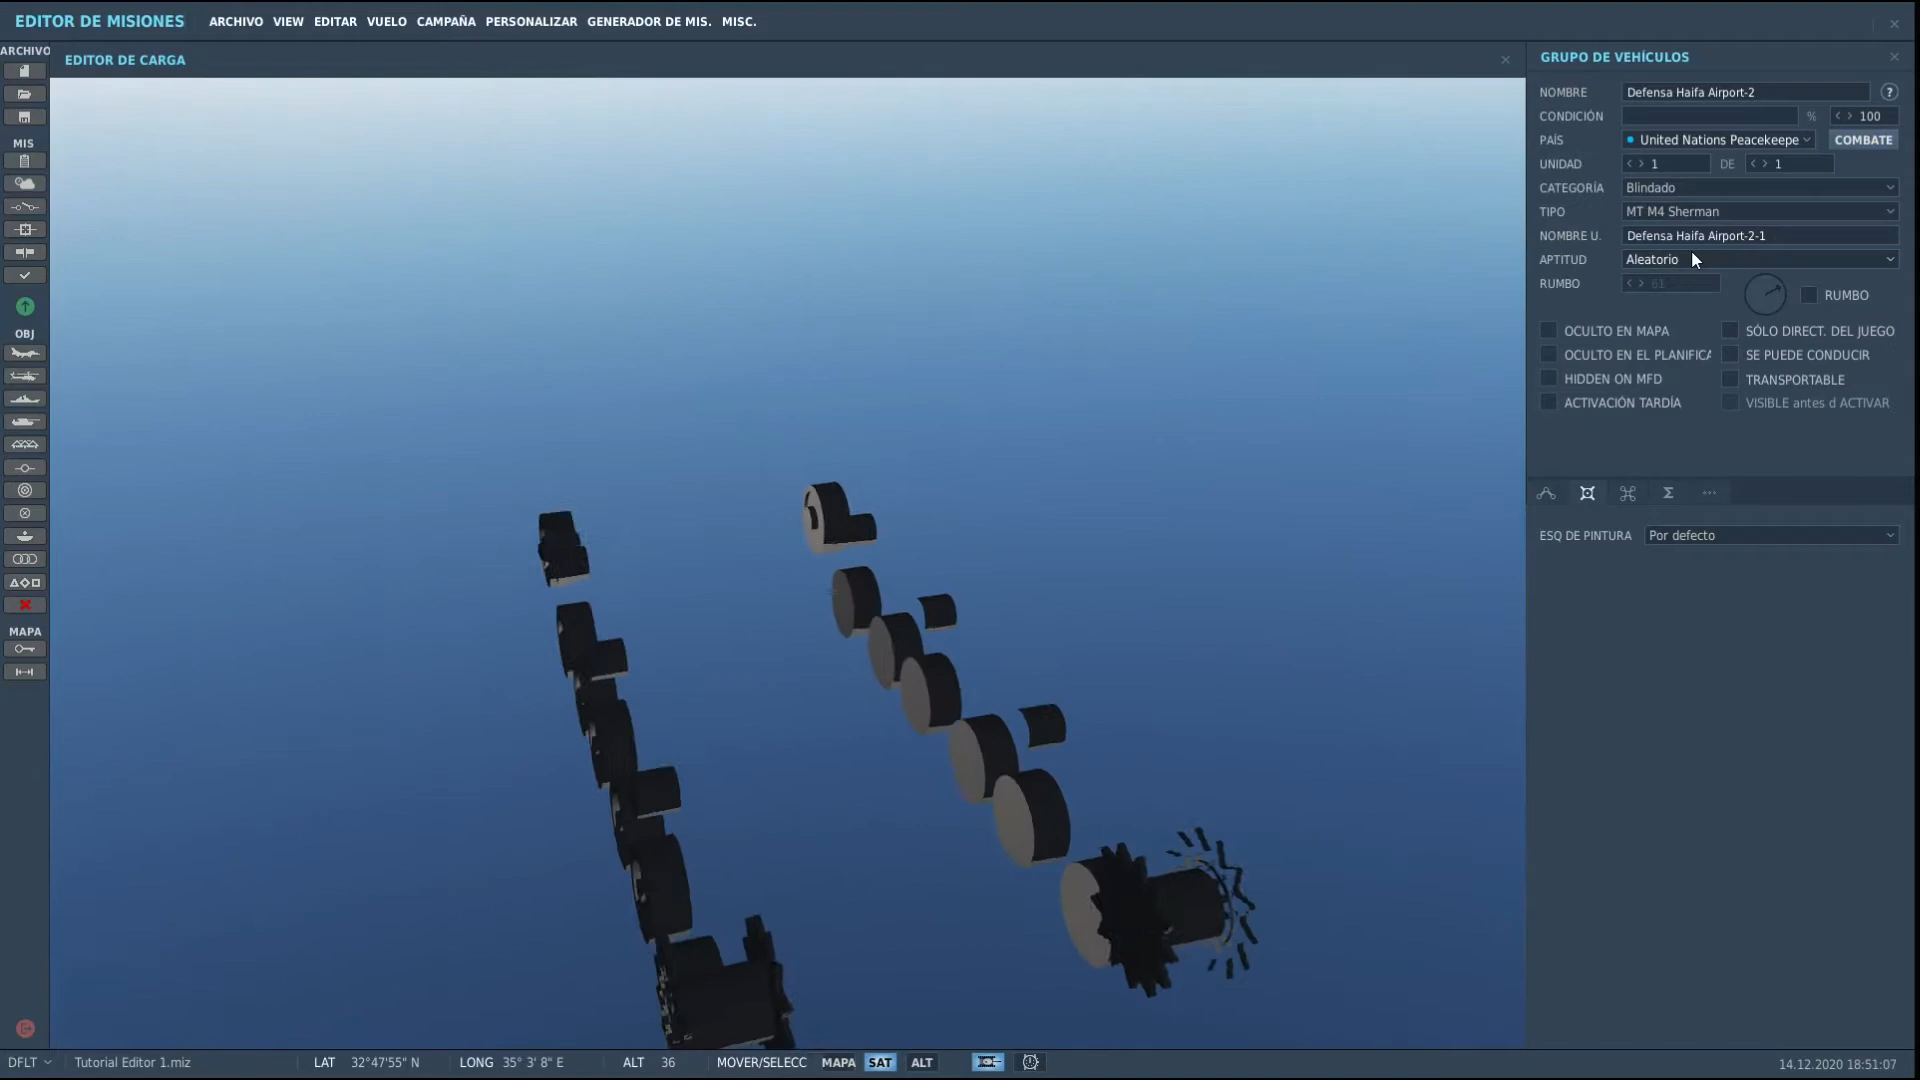 EDITOR DE MISIONES ARCHIVO VIEW EDITAR VUELO CAMPAÑA PERSONALIZAR GENERADOR DE MIS. MISC.
ARCHIVO
EDITOR DE CARGA
GRUPO DE VEHÍCULOS
NOMBRE Defensa Haifa Airport-2 ?
CONDICIÓN % < > 100
PAÍS United Nations Peacekeepe COMBATE
UNIDAD < > 1 DE < > 1
CATEGORÍA Blindado
TIPO MT M4 Sherman
NOMBRE U. Defensa Haifa Airport-2-1
APTITUD Aleatorio
RUMBO < > 61 RUMBO
OCULTO EN MAPA SÓLO DIRECT. DEL JUEGO
OCULTO EN EL PLANIFICA SE PUEDE CONDUCIR
HIDDEN ON MFD TRANSPORTABLE
ACTIVACIÓN TARDÍA VISIBLE antes d ACTIVAR
ESQ DE PINTURA Por defecto
MIS
OBJ
MAPA
DFLT Tutorial Editor 1.miz LAT 32°47'55" N LONG 35° 3' 8" E ALT 36 MOVER/SELECC MAPA SAT ALT 14.12.2020 18:51:07